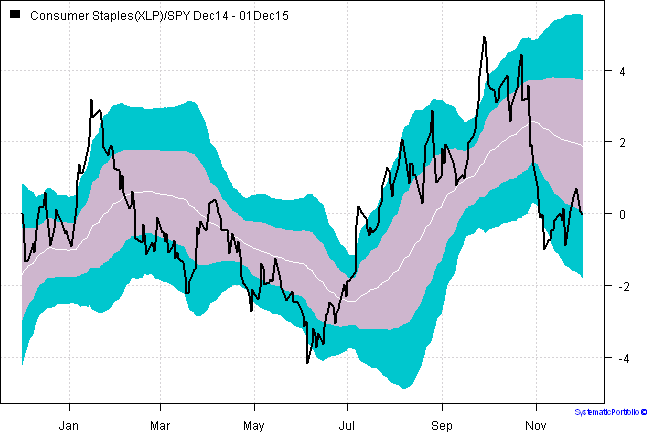 Consumer Staples(XLP)/SPY Dec14 - 01Dec15
4
2
0
-2
-4
Jan Mar May Jul Sep Nov
SystematicPortfolio ©